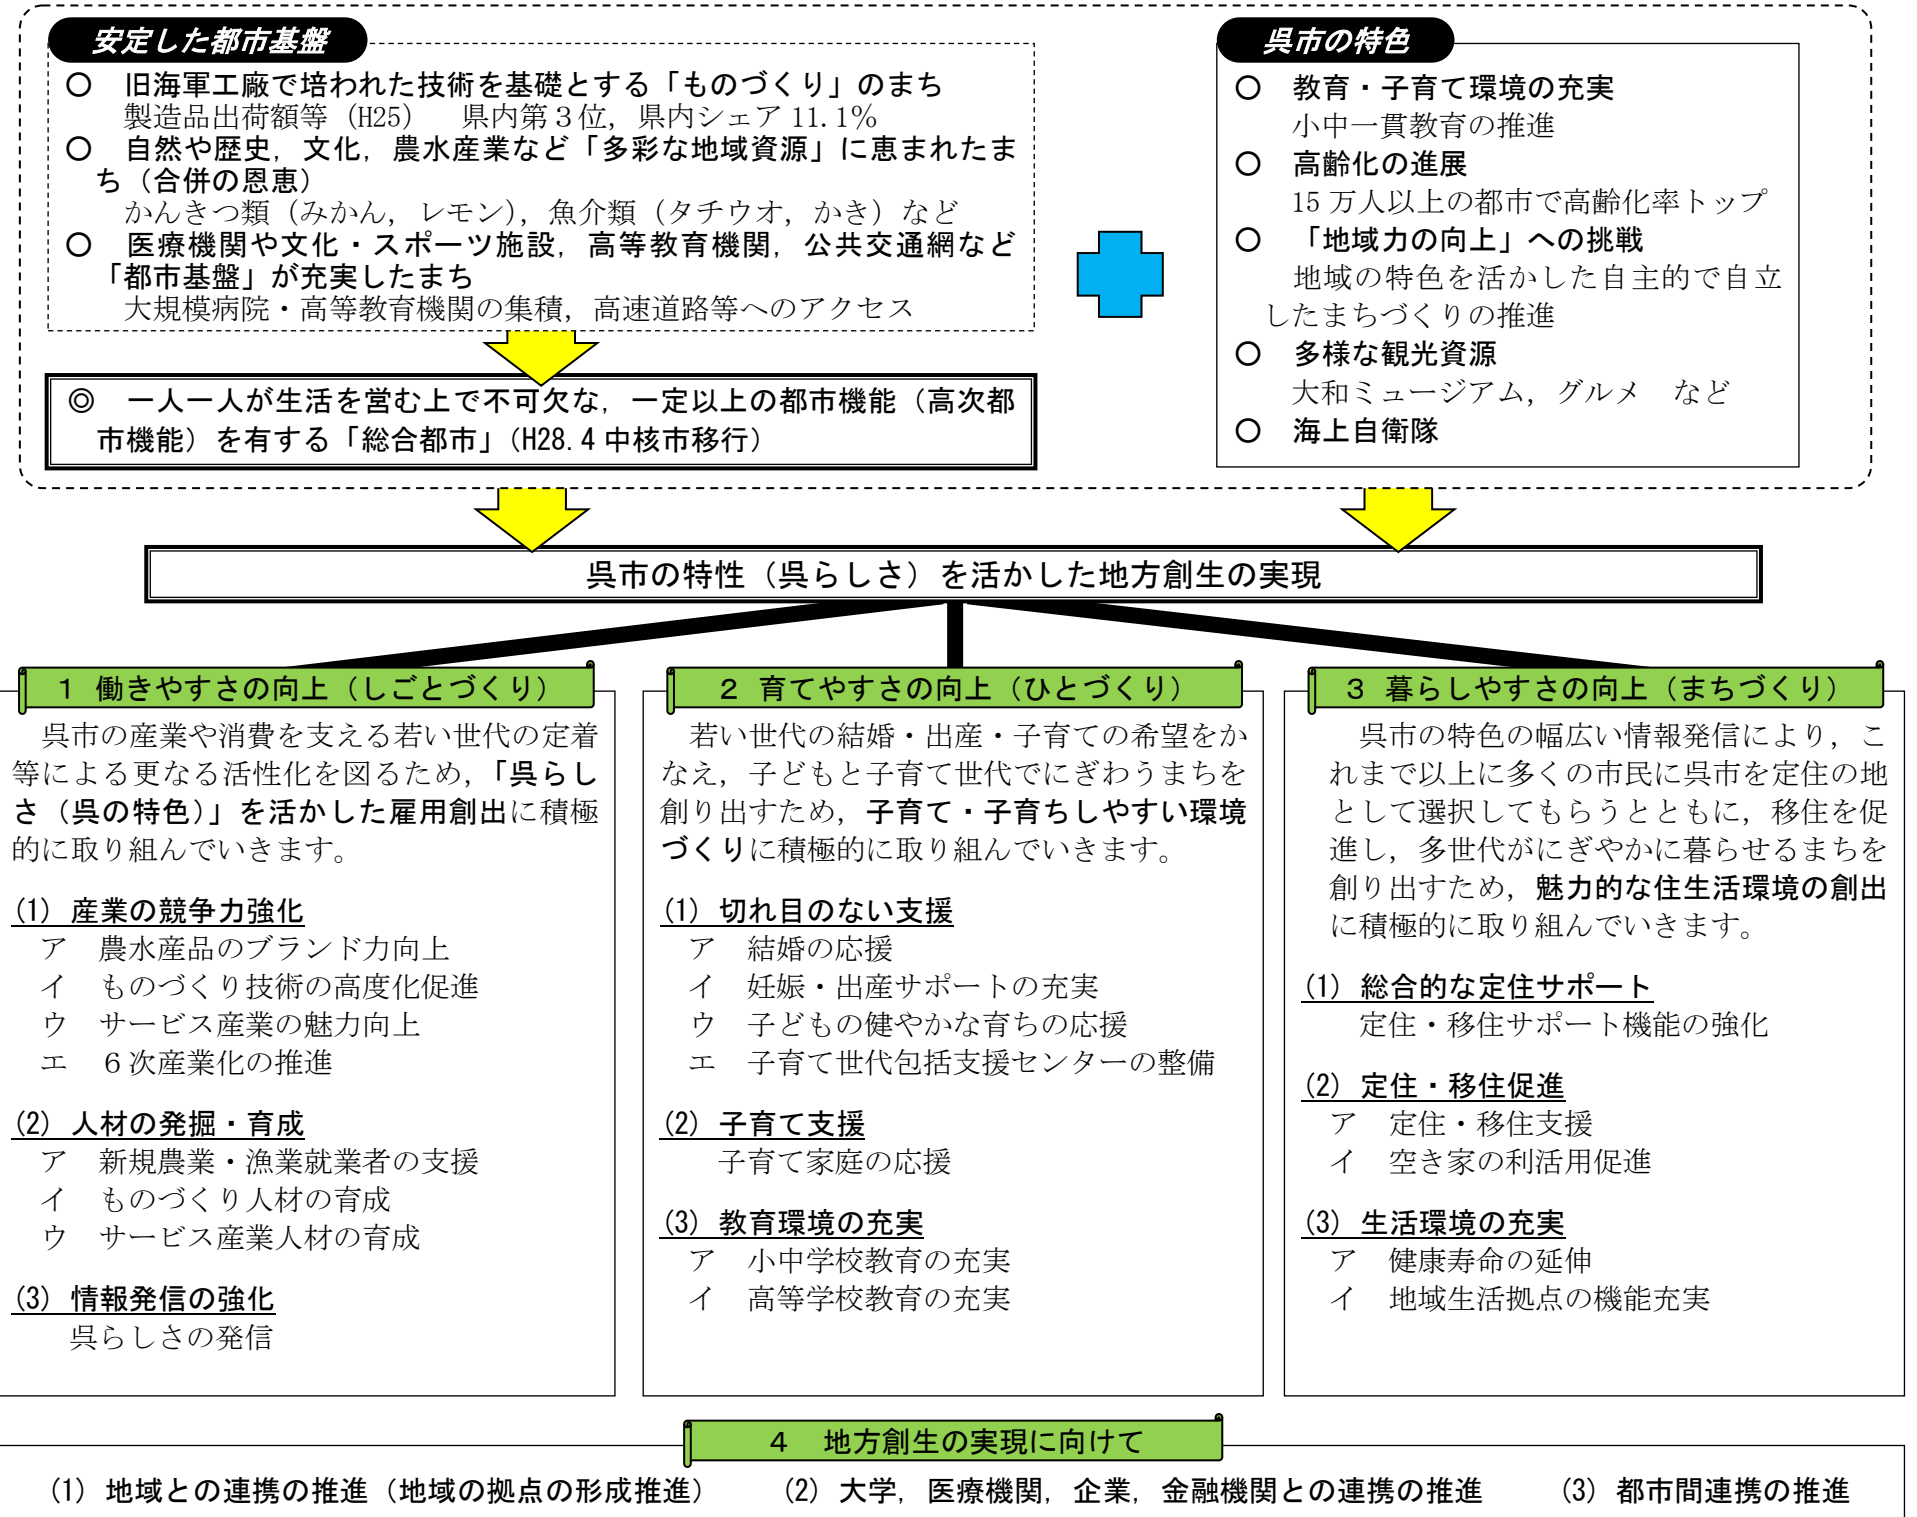 安定した都市基盤
○　旧海軍工廠で培われた技術を基礎とする「ものづくり」のまち
製造品出荷額等（H25）　県内第３位，県内シェア 11.1％
○　自然や歴史，文化，農水産業など「多彩な地域資源」に恵まれたま
ち（合併の恩恵）
かんきつ類（みかん，レモン），魚介類（タチウオ，かき）など
○　医療機関や文化・スポーツ施設，高等教育機関，公共交通網など
「都市基盤」が充実したまち
大規模病院・高等教育機関の集積，高速道路等へのアクセス
◎　一人一人が生活を営む上で不可欠な，一定以上の都市機能（高次都
市機能）を有する「総合都市」（H28.4 中核市移行）
呉市の特色
○　教育・子育て環境の充実
小中一貫教育の推進
○　高齢化の進展
15 万人以上の都市で高齢化率トップ
○　「地域力の向上」への挑戦
地域の特色を活かした自主的で自立
したまちづくりの推進
○　多様な観光資源
大和ミュージアム，グルメ　など
○　海上自衛隊
呉市の特性（呉らしさ）を活かした地方創生の実現
１ 働きやすさの向上（しごとづくり）
呉市の産業や消費を支える若い世代の定着
等による更なる活性化を図るため，「呉らし
さ（呉の特色）」を活かした雇用創出に積極
的に取り組んでいきます。
(1) 産業の競争力強化
ア　農水産品のブランド力向上
イ　ものづくり技術の高度化促進
ウ　サービス産業の魅力向上
エ　６次産業化の推進
(2) 人材の発掘・育成
ア　新規農業・漁業就業者の支援
イ　ものづくり人材の育成
ウ　サービス産業人材の育成
(3) 情報発信の強化
呉らしさの発信
２ 育てやすさの向上（ひとづくり）
若い世代の結婚・出産・子育ての希望をか
なえ，子どもと子育て世代でにぎわうまちを
創り出すため，子育て・子育ちしやすい環境
づくりに積極的に取り組んでいきます。
(1) 切れ目のない支援
ア　結婚の応援
イ　妊娠・出産サポートの充実
ウ　子どもの健やかな育ちの応援
エ　子育て世代包括支援センターの整備
(2) 子育て支援
子育て家庭の応援
(3) 教育環境の充実
ア　小中学校教育の充実
イ　高等学校教育の充実
３ 暮らしやすさの向上（まちづくり）
呉市の特色の幅広い情報発信により，こ
れまで以上に多くの市民に呉市を定住の地
として選択してもらうとともに，移住を促
進し，多世代がにぎやかに暮らせるまちを
創り出すため，魅力的な住生活環境の創出
に積極的に取り組んでいきます。
(1) 総合的な定住サポート
定住・移住サポート機能の強化
(2) 定住・移住促進
ア　定住・移住支援
イ　空き家の利活用促進
(3) 生活環境の充実
ア　健康寿命の延伸
イ　地域生活拠点の機能充実
４　地方創生の実現に向けて
(1) 地域との連携の推進（地域の拠点の形成推進）　(2) 大学，医療機関，企業，金融機関との連携の推進　(3) 都市間連携の推進